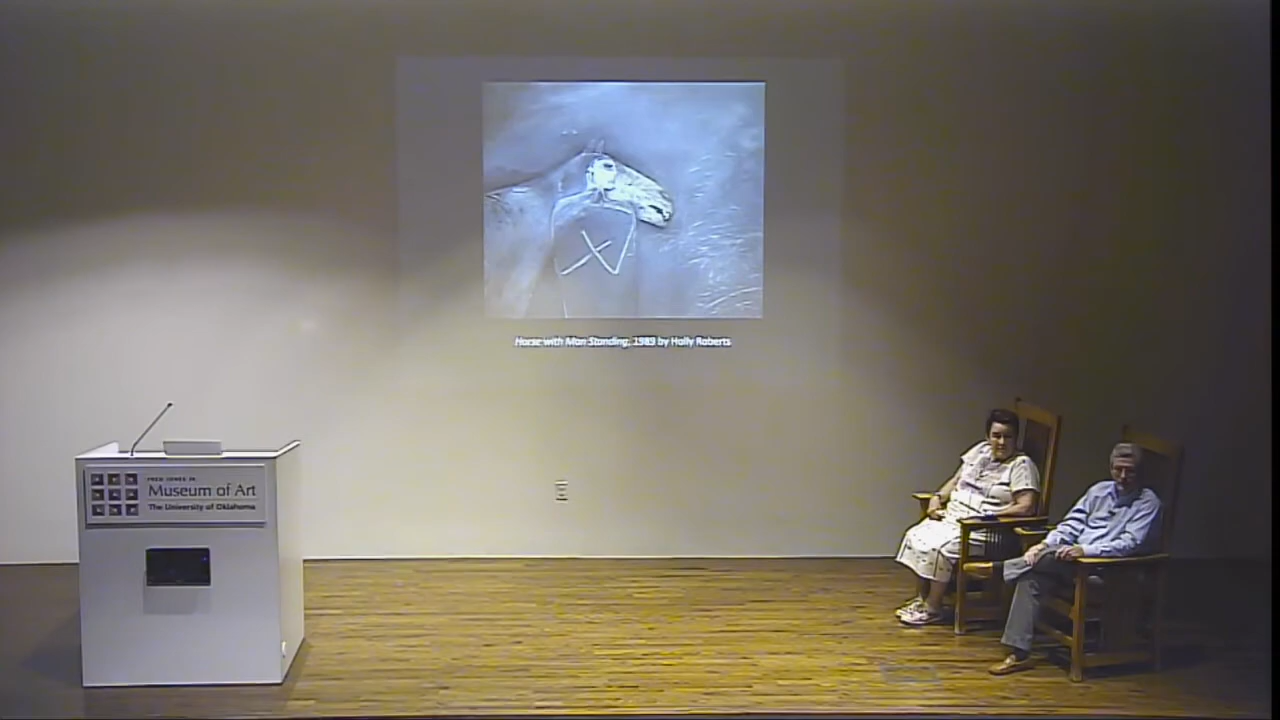 Horse with Man Standing, 1989 by Holly Roberts
FRED JONES JR.
Museum of Art
The University of Oklahoma